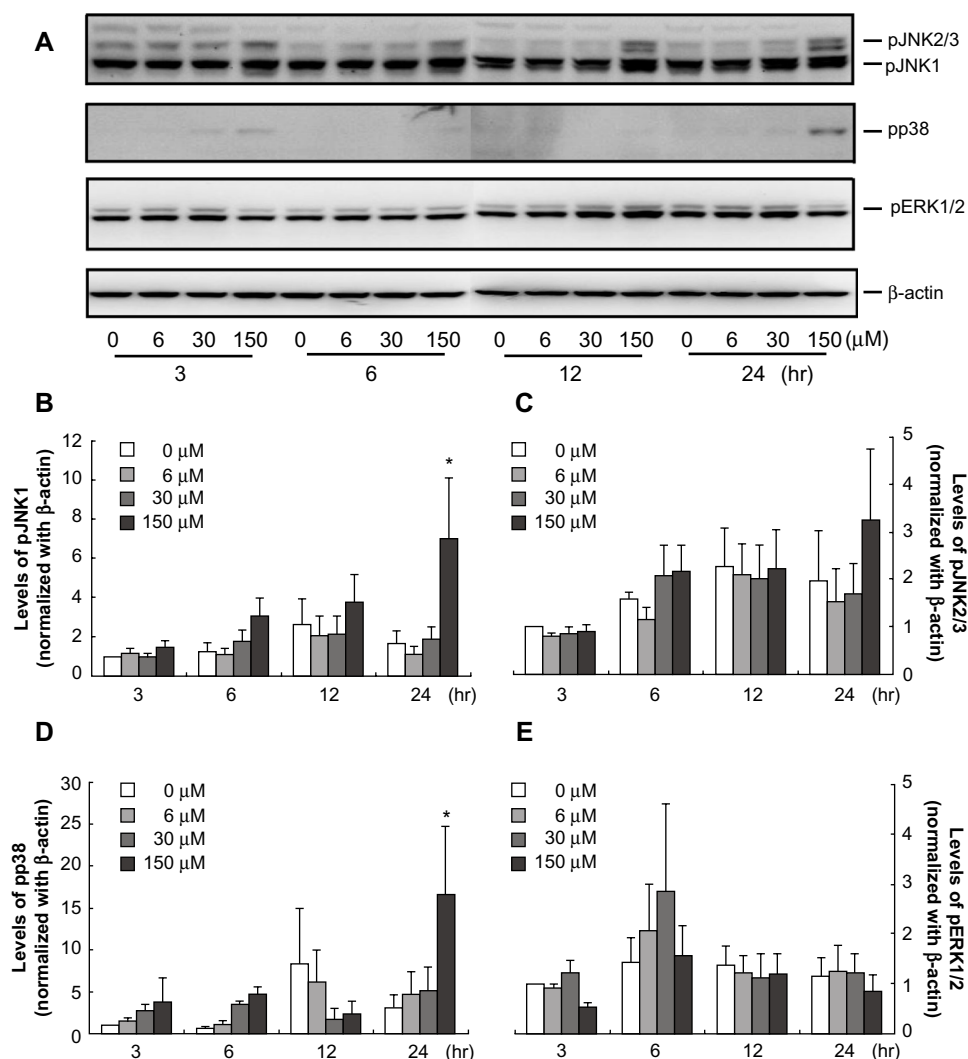 A
pJNK2/3
pJNK1
pp38
pERK1/2
β-actin
0 6 30 150 0 6 30 150 0 6 30 150 0 6 30 150 (μM)
3 6 12 24 (hr)
B
Levels of pJNK1
(normalized with β-actin)
12
10
8
6
4
2
0
0 μM
6 μM
30 μM
150 μM
*
3 6 12 24 (hr)
C
0 μM
6 μM
30 μM
150 μM
5
4
3
2
1
0
Levels of pJNK2/3
(normalized with β-actin)
3 6 12 24 (hr)
D
Levels of pp38
(normalized with β-actin)
30
25
20
15
10
5
0
0 μM
6 μM
30 μM
150 μM
*
3 6 12 24 (hr)
E
0 μM
6 μM
30 μM
150 μM
5
4
3
2
1
0
Levels of pERK1/2
(normalized with β-actin)
3 6 12 24 (hr)